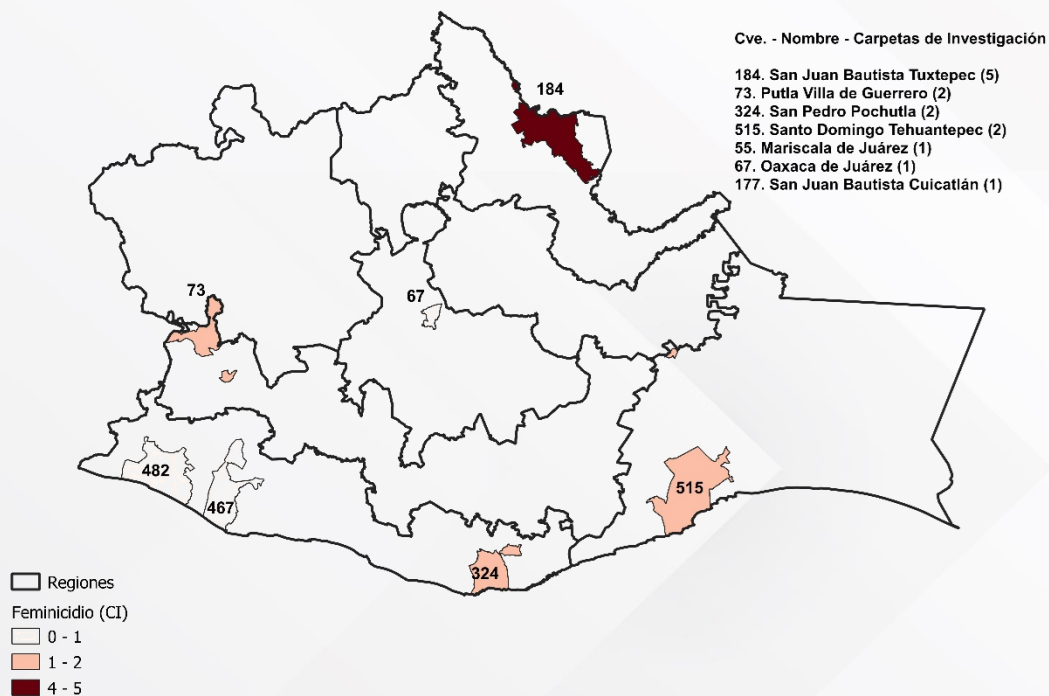 Cve. - Nombre - Carpetas de Investigación
184. San Juan Bautista Tuxtepec (5)
73. Putla Villa de Guerrero (2)
324. San Pedro Pochutla (2)
515. Santo Domingo Tehuantepec (2)
55. Mariscala de Juárez (1)
67. Oaxaca de Juárez (1)
177. San Juan Bautista Cuicatlán (1)
184
73
67
482
467
515
324
Regiones
Feminicidio (CI)
0 - 1
1 - 2
4 - 5